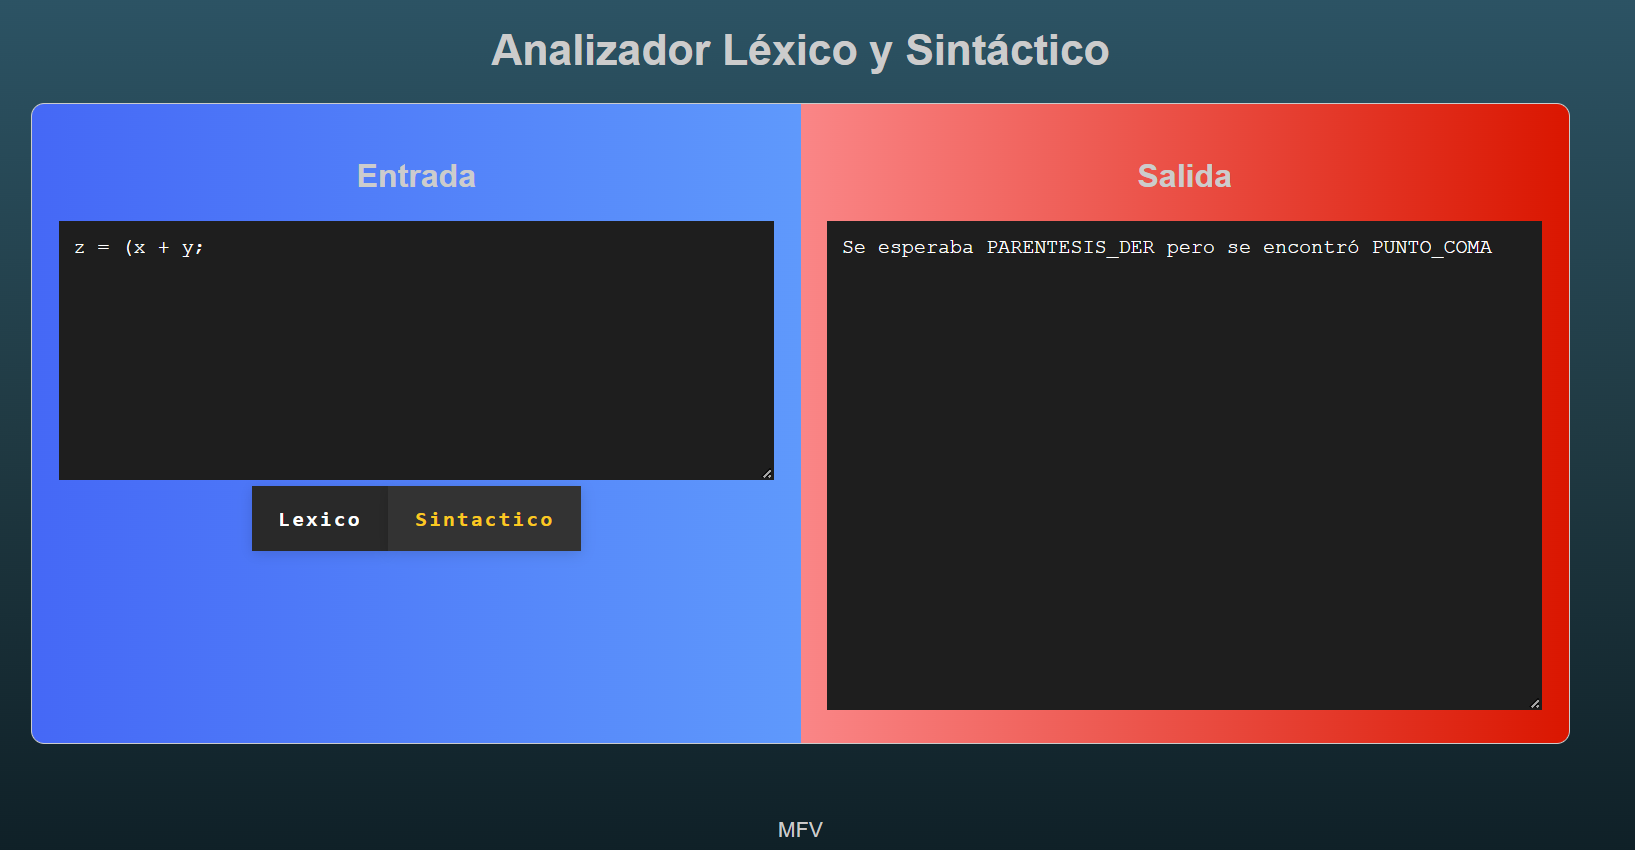 Analizador Léxico y Sintáctico
Entrada
z = (x + y;
Lexico
Sintactico
Salida
Se esperaba PARENTESIS_DER pero se encontró PUNTO_COMA
MFV